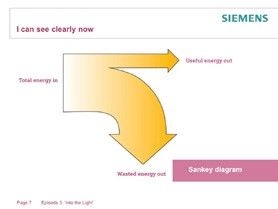 SIEMENS
I can see clearly now
Useful energy out
Total energy in
Sankey diagram
Wasted energy out
Page 7 Episode 3: 'Into the Light'